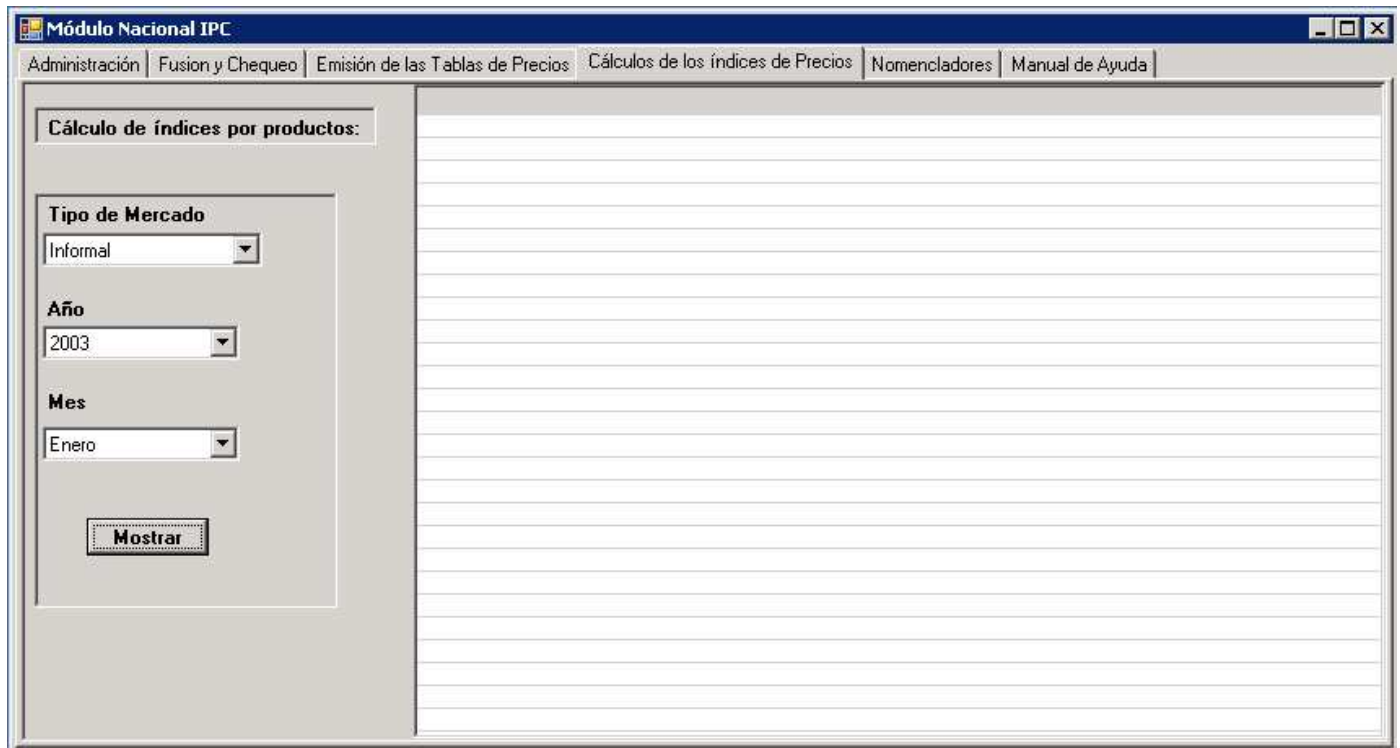 Módulo Nacional IPC
Administración Fusion y Chequeo Emisión de las Tablas de Precios Cálculos de los índices de Precios Nomencladores Manual de Ayuda
Cálculo de índices por productos:
Tipo de Mercado
Informal
Año
2003
Mes
Enero
Mostrar